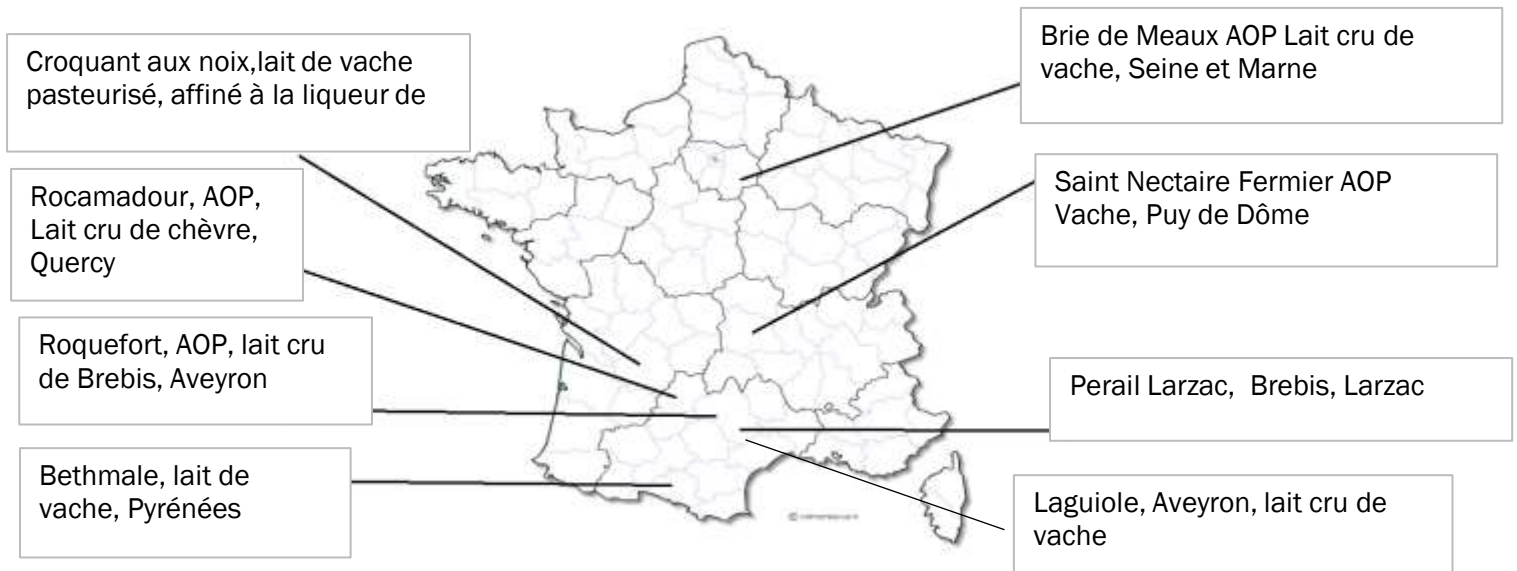 Croquant aux noix,lait de vache
pasteurisé, affiné à la liqueur de
Rocamadour, AOP,
Lait cru de chèvre,
Quercy
Roquefort, AOP, lait cru
de Brebis, Aveyron
Bethmale, lait de
vache, Pyrénées
Brie de Meaux AOP Lait cru de
vache, Seine et Marne
Saint Nectaire Fermier AOP
Vache, Puy de Dôme
Perail Larzac,  Brebis, Larzac
Laguiole, Aveyron, lait cru de
vache